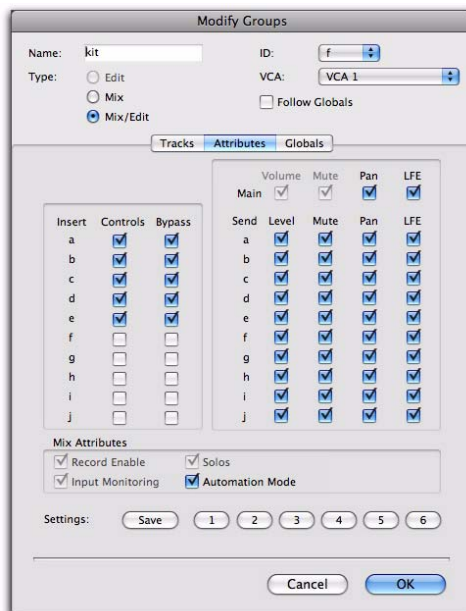 Modify Groups
Name: kit ID: f
Type: Edit VCA: VCA 1
Mix Follow Globals
Mix/Edit
Tracks Attributes Globals
Volume Mute Pan LFE
Main
Insert Controls Bypass Send Level Mute Pan LFE
a a
b b
c c
d d
e e
f f
g g
h h
i i
j j
Mix Attributes
Record Enable Solos
Input Monitoring Automation Mode
Settings: Save 1 2 3 4 5 6
Cancel OK